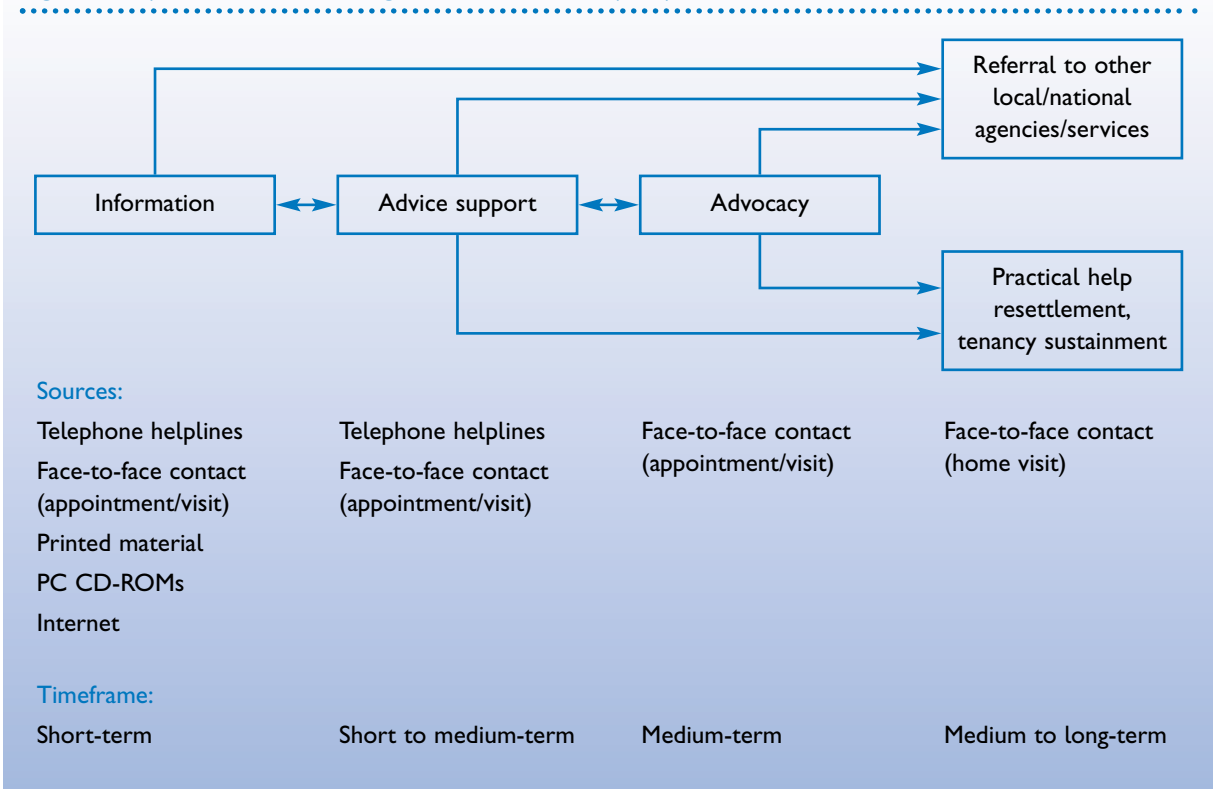 Referral to other
local/national
agencies/services
Information
Advice support
Advocacy
Practical help
resettlement,
tenancy sustainment
Sources:
Telephone helplines
Face-to-face contact
(appointment/visit)
Printed material
PC CD-ROMs
Internet
Telephone helplines
Face-to-face contact
(appointment/visit)
Face-to-face contact
(appointment/visit)
Face-to-face contact
(home visit)
Timeframe:
Short-term
Short to medium-term
Medium-term
Medium to long-term